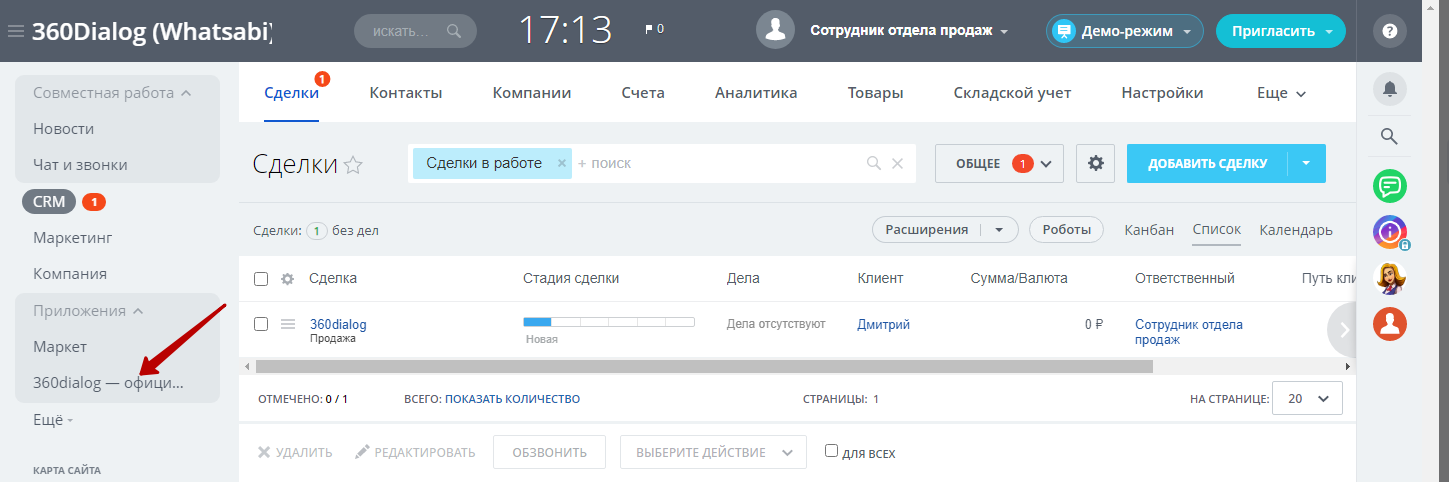 360Dialog (Whatsabi)
искать...
17:13
0
Сотрудник отдела продаж
Демо-режим
Пригласить
?
Совместная работа
Новости
Чат и звонки
CRM 1
Маркетинг
Компания
Приложения
Маркет
360dialog — офици...
Ещё
КАРТА САЙТА
Сделки 1
Контакты
Компании
Счета
Аналитика
Товары
Складской учет
Настройки
Еще
Сделки
Сделки в работе ×
+ поиск
ОБЩЕЕ 1
ДОБАВИТЬ СДЕЛКУ
Сделки: 1 без дел
Расширения
Роботы
Канбан
Список
Календарь
Сделка
Стадия сделки
Дела
Клиент
Сумма/Валюта
Ответственный
Путь кли
360dialog
Продажа
Новая
Дела отсутствуют
Дмитрий
0 ₽
Сотрудник отдела
продаж
ОТМЕЧЕНО: 0 / 1
ВСЕГО: ПОКАЗАТЬ КОЛИЧЕСТВО
СТРАНИЦЫ: 1
НА СТРАНИЦЕ: 20
УДАЛИТЬ
РЕДАКТИРОВАТЬ
ОБЗВОНИТЬ
ВЫБЕРИТЕ ДЕЙСТВИЕ
ДЛЯ ВСЕХ